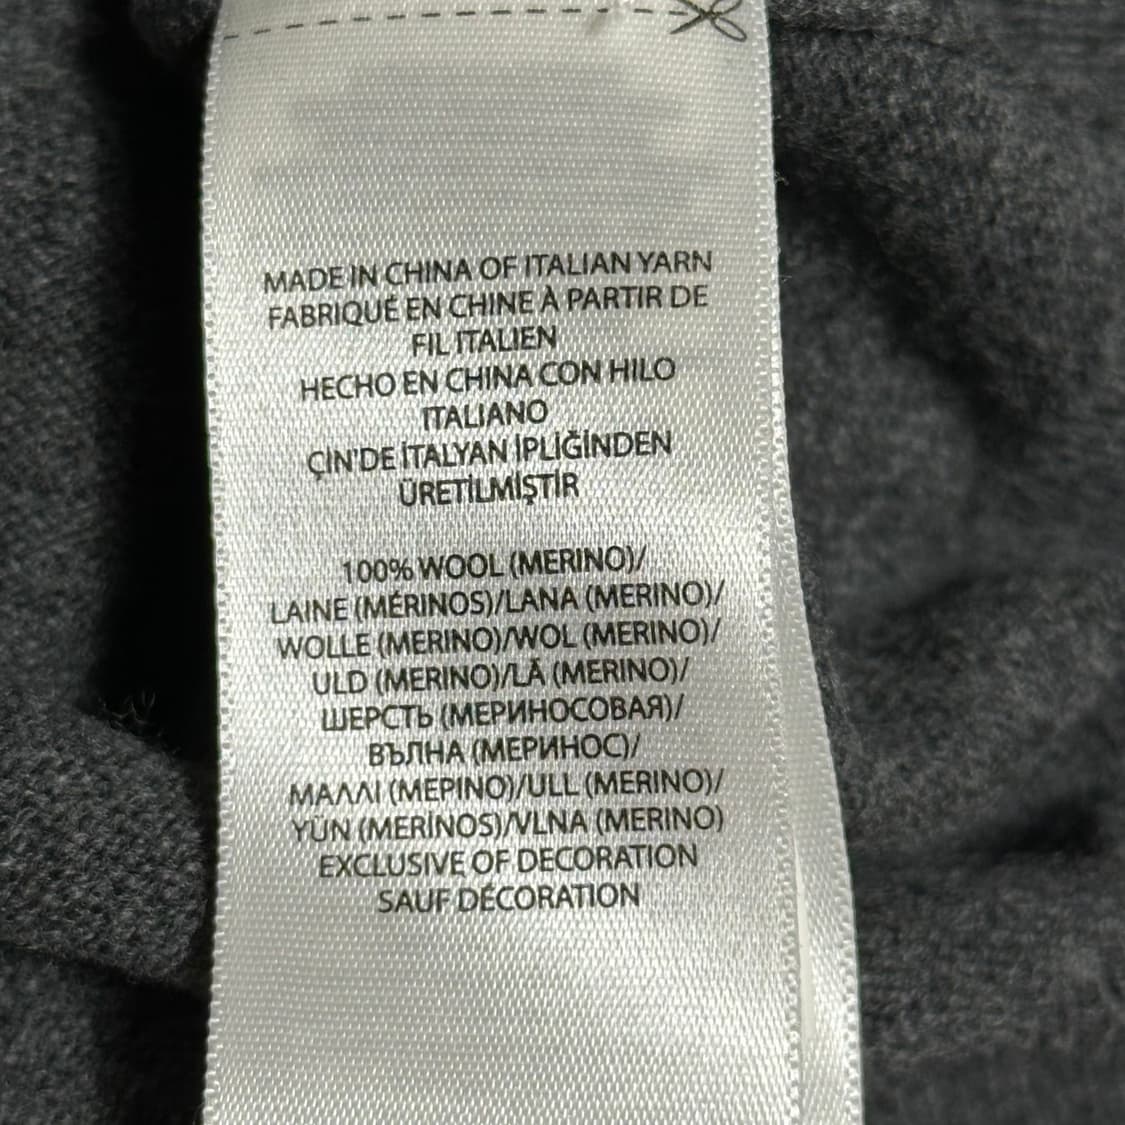 MADE IN CHINA OF ITALIAN YARN
FABRIQUÉ EN CHINE À PARTIR DE
FIL ITALIEN
HECHO EN CHINA CON HILO
ITALIANO
ÇIN'DE İTALYAN İPLİĞİNDEN
ÜRETİLMİŞTİR
100% WOOL (MERINO)/
LAINE (MÉRINOS)/LANA (MERINO)/
WOLLE (MERINO)/WOL (MERINO)/
ULD (MERINO)/LÃ (MERINO)/
ШЕРСТЬ (МЕРИНОСОВАЯ)/
ВЪЛНА (МЕРИНОС)/
ΜΑΛΛΙ (ΜΕΡΙΝΟ)/ULL (MERINO)/
YÜN (MERİNOS)/VLNA (MERINO)
EXCLUSIVE OF DECORATION
SAUF DÉCORATION